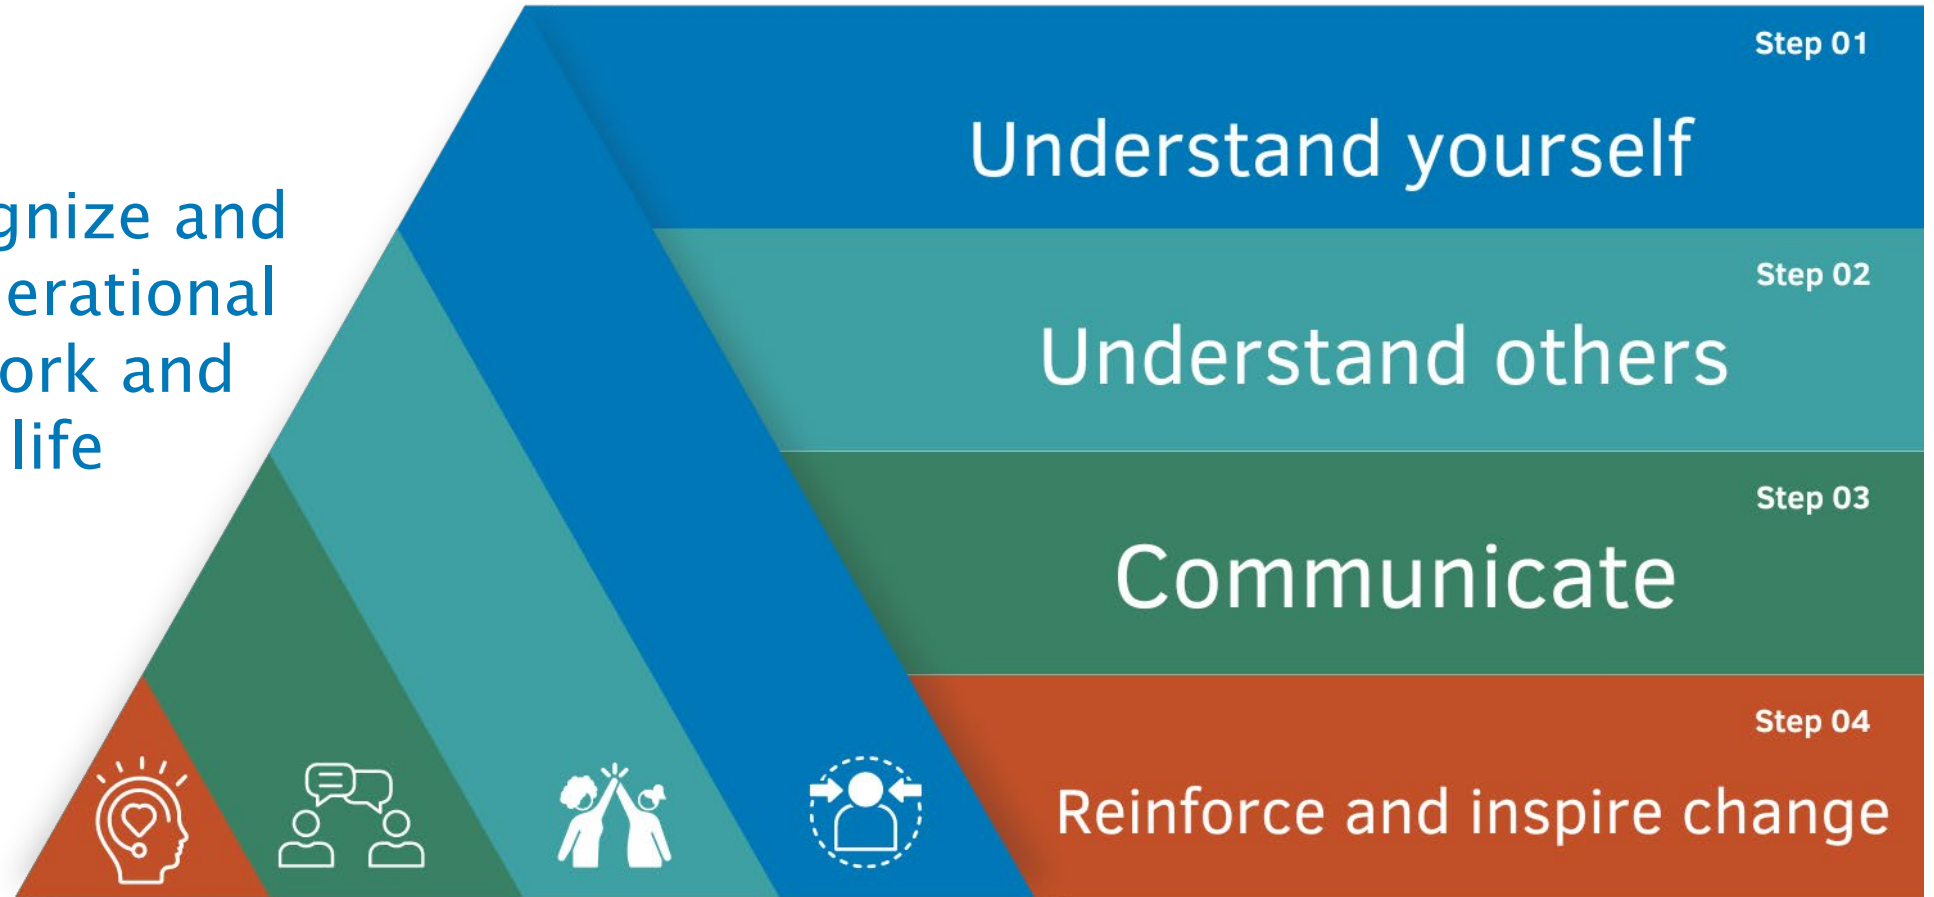 gnize and
erational
ork and
life
Step 01
Understand yourself
Step 02
Understand others
Step 03
Communicate
Step 04
Reinforce and inspire change